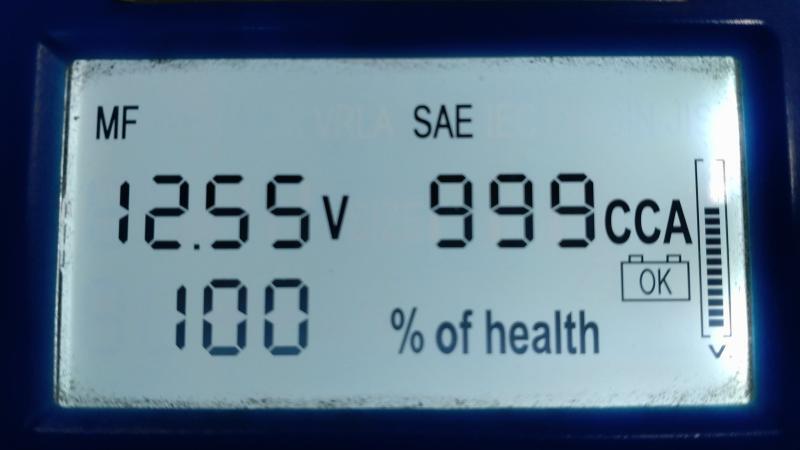 MF SAE
12.55V 999CCA
OK
100 % of health